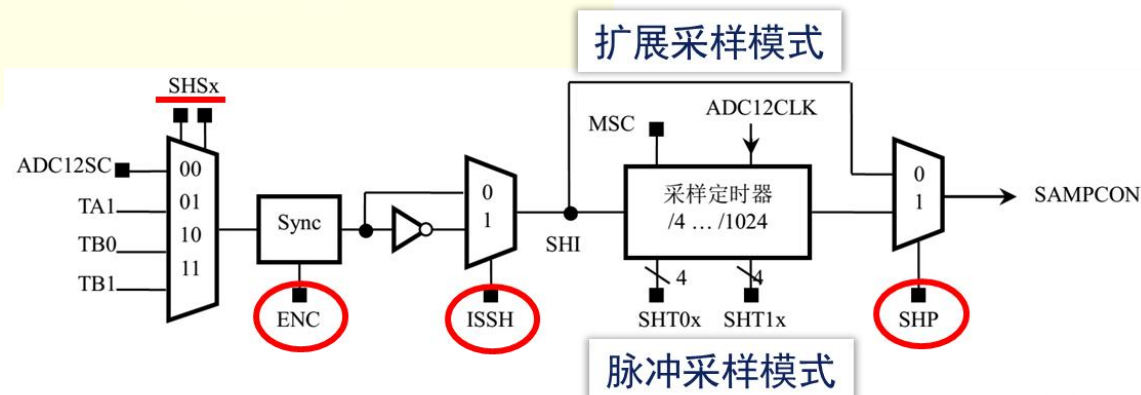 扩展采样模式
SHSx
ADC12CLK
MSC
ADC12SC
00
01
10
11
TA1
TB0
TB1
Sync
0
1
采样定时器
/4 … /1024
0
1
SAMPCON
SHI
4
4
ENC
ISSH
SHT0x
SHT1x
SHP
脉冲采样模式